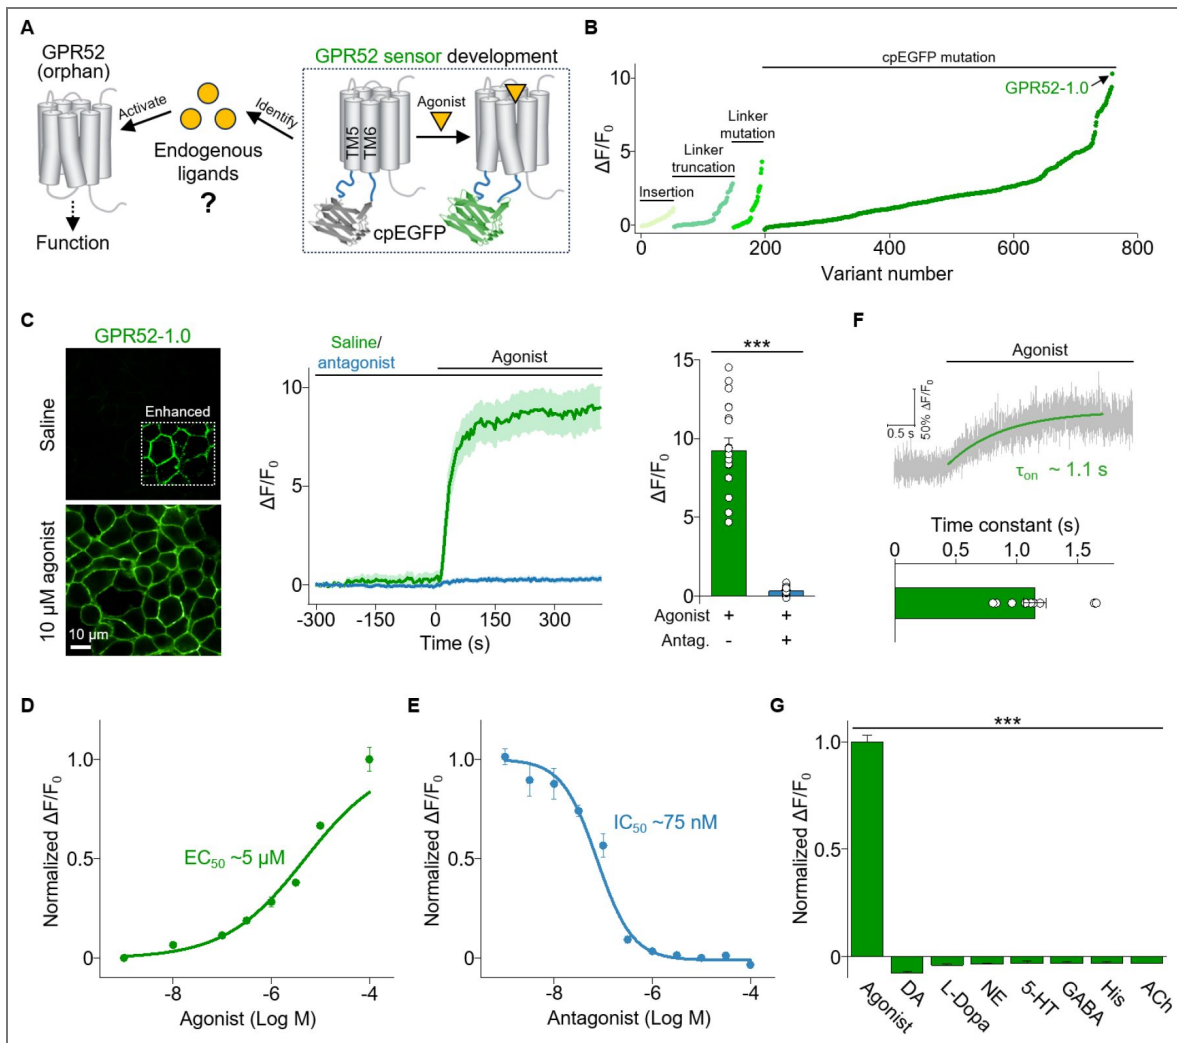 A
GPR52
(orphan)
Activate
Identify
Endogenous
ligands
?
Function
GPR52 sensor development
TM5
TM6
Agonist
cpEGFP
B
ΔF/F0
10
5
0
Insertion
Linker
truncation
Linker
mutation
cpEGFP mutation
GPR52-1.0
0
200
400
600
800
Variant number
C
GPR52-1.0
Saline
Enhanced
10 µM agonist
10 µm
Saline/
antagonist
Agonist
ΔF/F0
10
5
0
-300
-150
0
150
300
Time (s)
***
ΔF/F0
15
10
5
0
Agonist + +
Antag. - +
F
Agonist
50% ΔF/F0
0.5 s
τon ~ 1.1 s
Time constant (s)
0 0.5 1.0 1.5
D
Normalized ΔF/F0
1.0
0.5
0
EC50 ~5 µM
-8 -6 -4
Agonist (Log M)
E
Normalized ΔF/F0
1.0
0.5
0
IC50 ~75 nM
-8 -6 -4
Antagonist (Log M)
G
***
Normalized ΔF/F0
1.0
0.5
0
Agonist
DA
L-Dopa
NE
5-HT
GABA
His
ACh